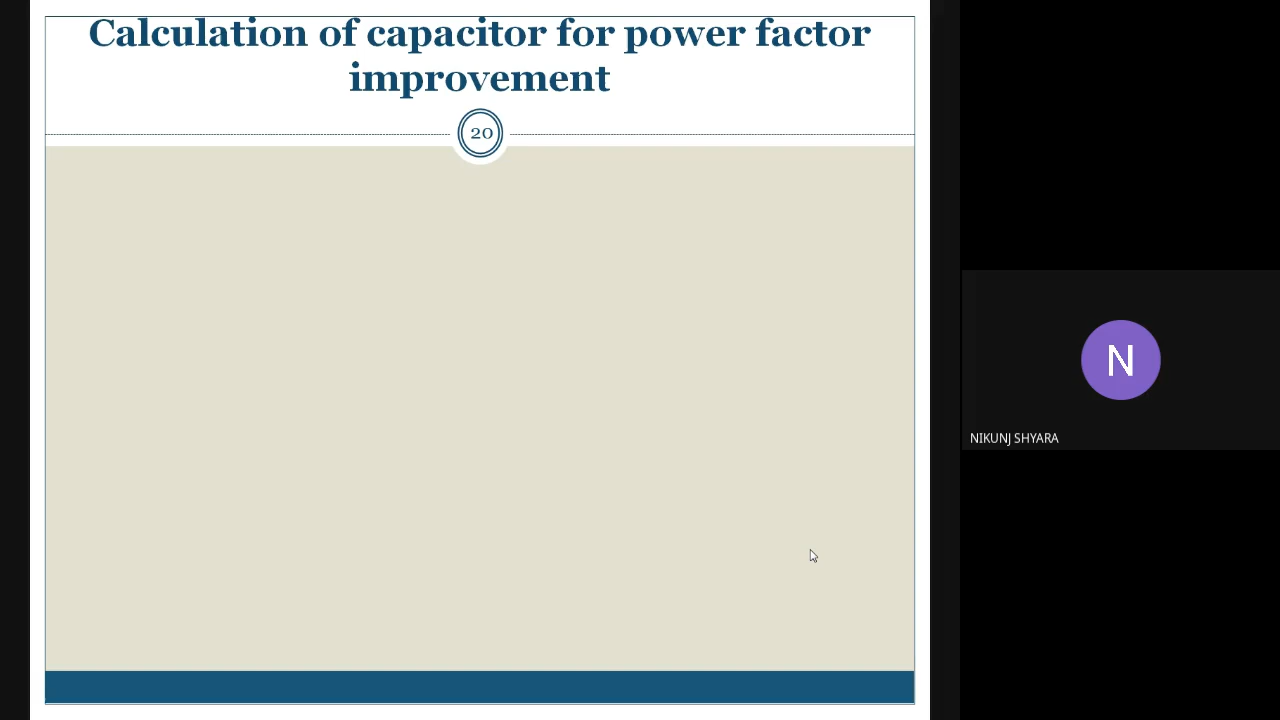 Calculation of capacitor for power factor
improvement
20
N
NIKUNJ SHYARA